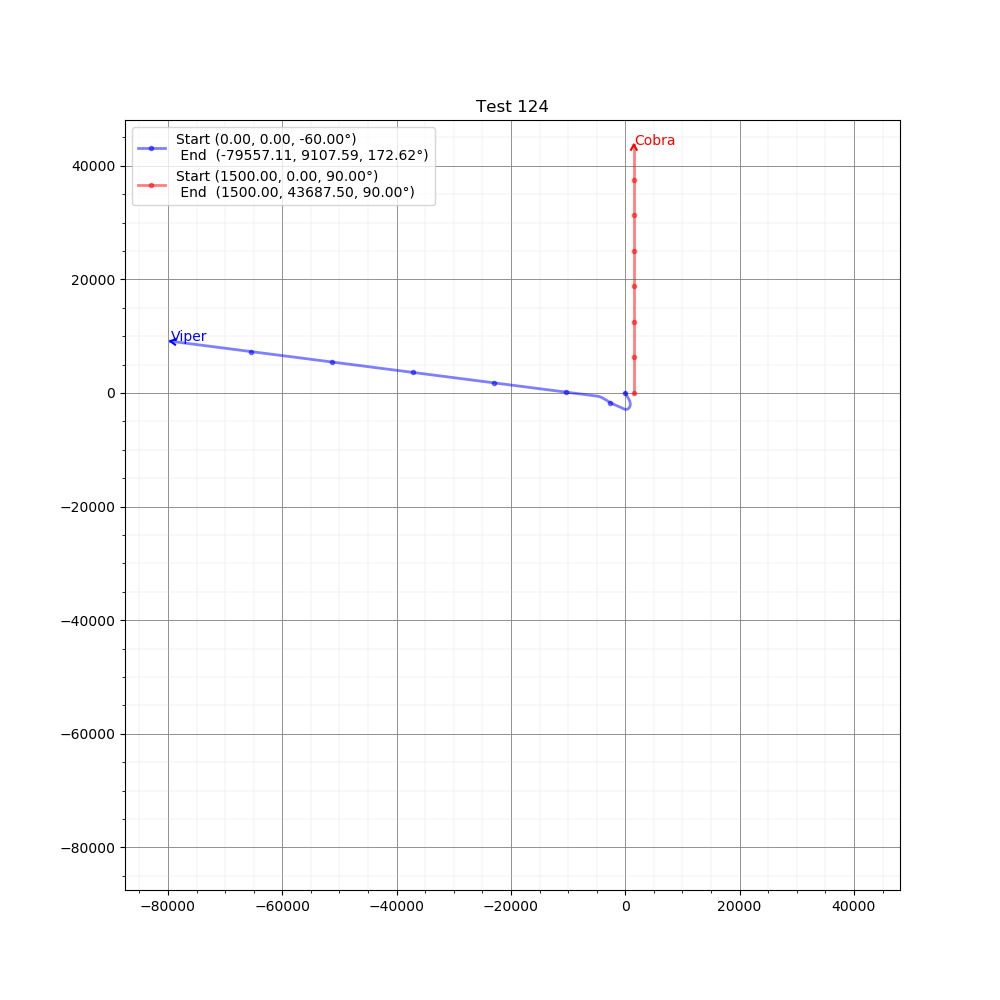 Test 124
Start (0.00, 0.00, -60.00°)
End (-79557.11, 9107.59, 172.62°)
Start (1500.00, 0.00, 90.00°)
End (1500.00, 43687.50, 90.00°)
Cobra
Viper
40000
20000
0
−20000
−40000
−60000
−80000
−80000
−60000
−40000
−20000
0
20000
40000